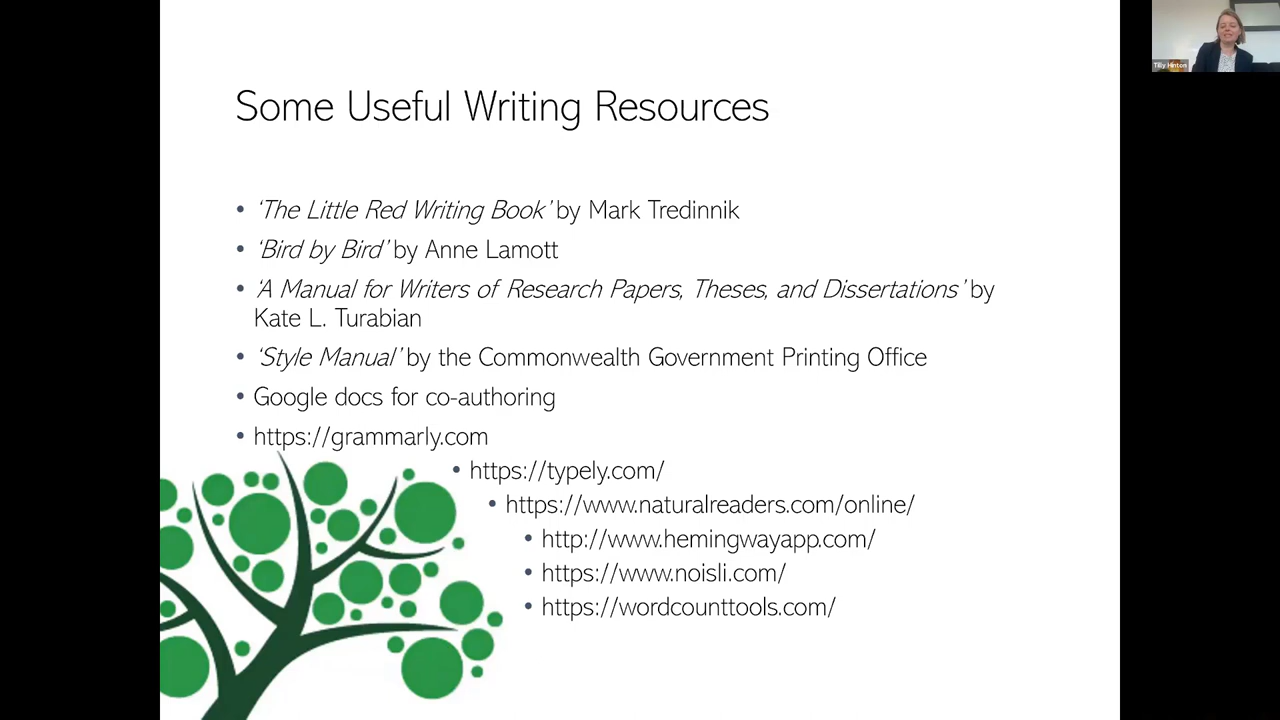 Some Useful Writing Resources
• ‘The Little Red Writing Book’ by Mark Tredinnik
• ‘Bird by Bird’ by Anne Lamott
• ‘A Manual for Writers of Research Papers, Theses, and Dissertations’ by
Kate L. Turabian
• ‘Style Manual’ by the Commonwealth Government Printing Office
• Google docs for co-authoring
• https://grammarly.com
• https://typely.com/
• https://www.naturalreaders.com/online/
• http://www.hemingwayapp.com/
• https://www.noisli.com/
• https://wordcounttools.com/
Tilly Hinton